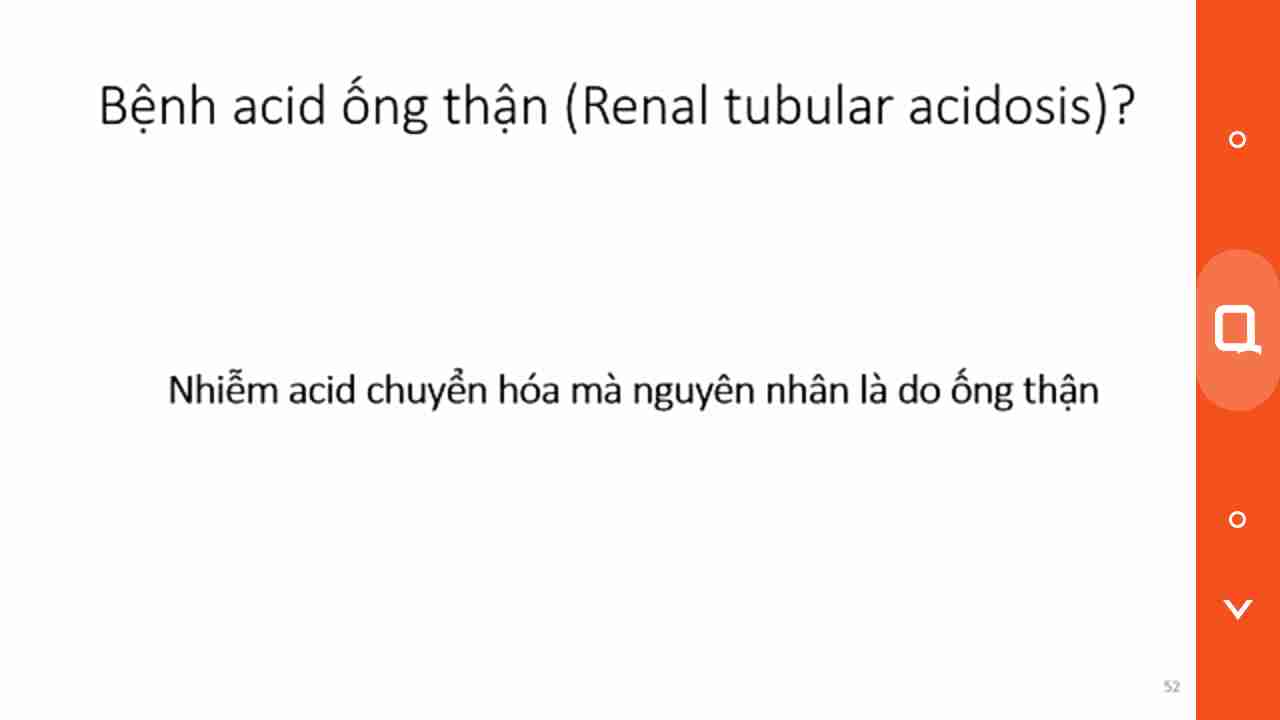 Bệnh acid ống thận (Renal tubular acidosis)?
Nhiễm acid chuyển hóa mà nguyên nhân là do ống thận
52